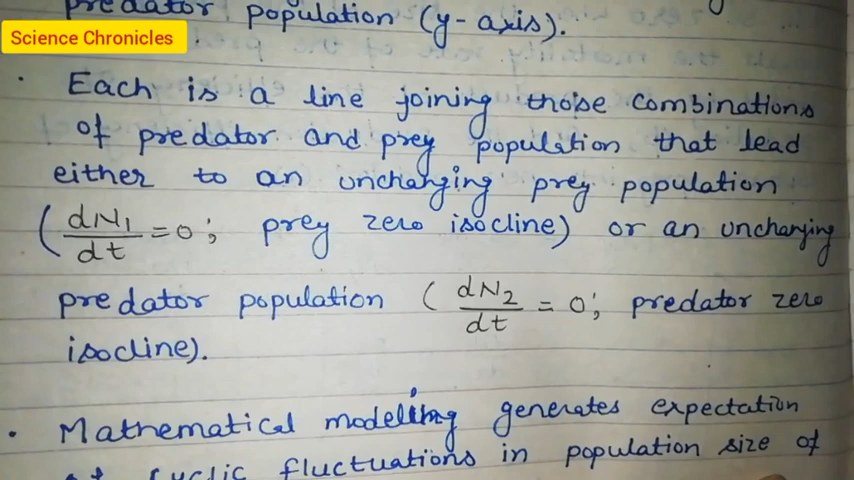 predator population (y-axis).
Science Chronicles
• Each is a line joining those combinations
of predator and prey population that lead
either to an unchanging prey population
(dN₁/dt = 0; prey zero isocline) or an unchanging
predator population (dN₂/dt = 0; predator zero
isocline).
• Mathematical modelling generates expectation
of cyclic fluctuations in population size of